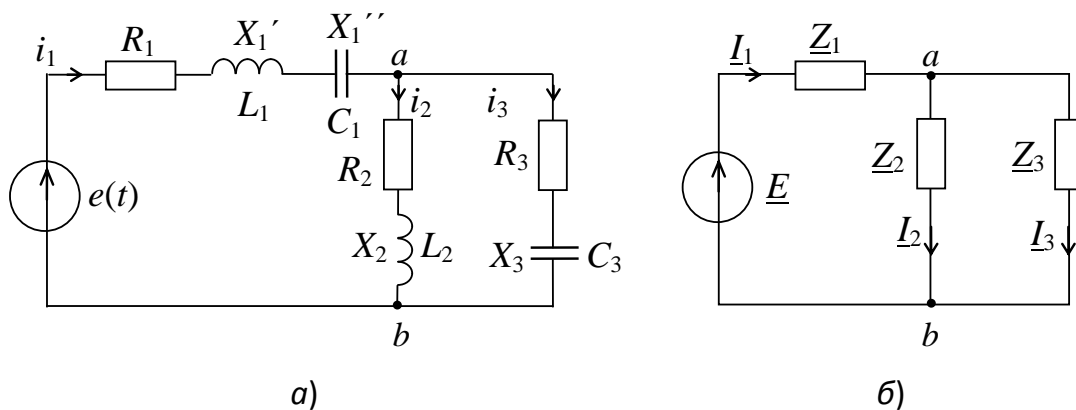 i₁ R₁ X₁′ X₁′′ a
L₁ C₁ i₂ i₃
R₂ R₃
e(t)
X₂ L₂ X₃ C₃
b
а)
I₁ Z₁ a
Z₂ Z₃
E
I₂ I₃
b
б)